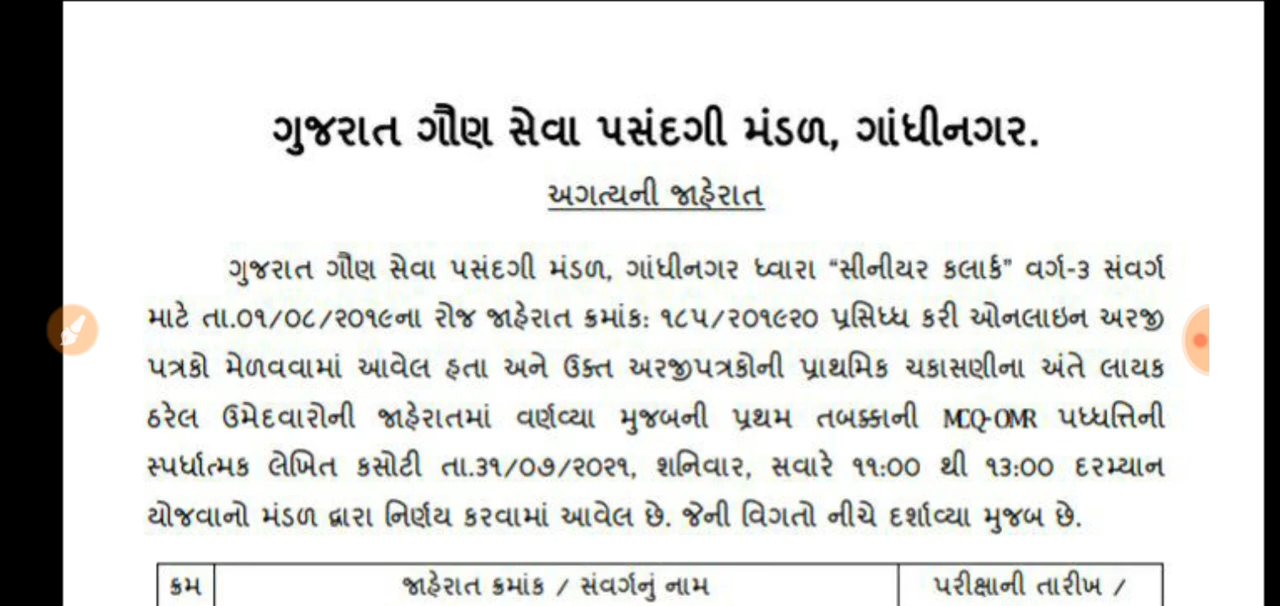 ગુજરાત ગૌણ સેવા પસંદગી મંડળ, ગાંધીનગર.
અગત્યની જાહેરાત
ગુજરાત ગૌણ સેવા પસંદગી મંડળ, ગાંધીનગર ધ્વારા “સીનીયર કલાર્ક” વર્ગ-૩ સંવર્ગ
માટે તા.૦૧/૦૮/૨૦૧૯ના રોજ જાહેરાત ક્રમાંક: ૧૮૫/૨૦૧૯૨૦ પ્રસિધ્ધ કરી ઓનલાઇન અરજી
પત્રકો મેળવવામાં આવેલ હતા અને ઉક્ત અરજીપત્રકોની પ્રાથમિક ચકાસણીના અંતે લાયક
ઠરેલ ઉમેદવારોની જાહેરાતમાં વર્ણવ્યા મુજબની પ્રથમ તબક્કાની MCQ-OMR પધ્ધત્તિની
સ્પર્ધાત્મક લેખિત કસોટી તા.૩૧/૦૭/૨૦૨૧, શનિવાર, સવારે ૧૧:૦૦ થી ૧૩:૦૦ દરમ્યાન
યોજવાનો મંડળ દ્વારા નિર્ણય કરવામાં આવેલ છે. જેની વિગતો નીચે દર્શાવ્યા મુજબ છે.
ક્રમ જાહેરાત ક્રમાંક / સંવર્ગનું નામ પરીક્ષાની તારીખ /